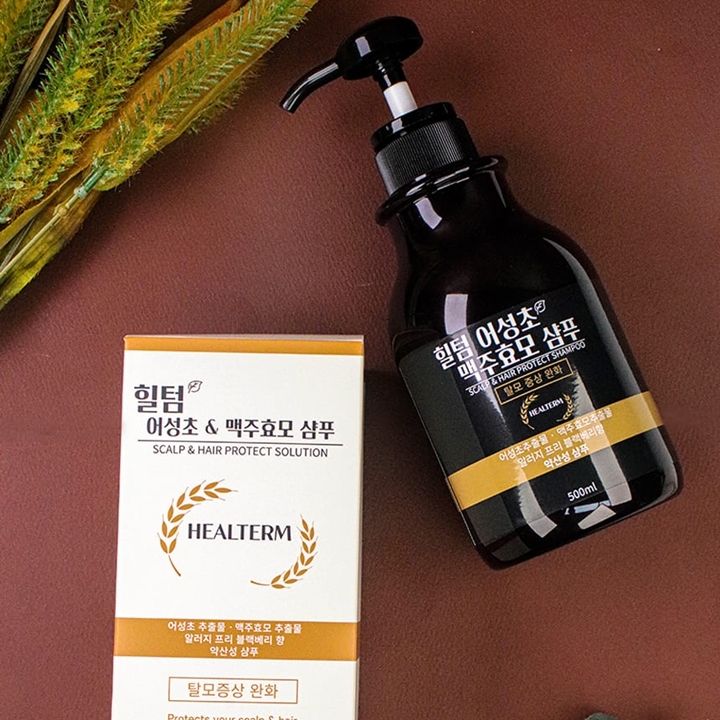 힐텀
어성초 & 맥주효모 샴푸
SCALP & HAIR PROTECT SOLUTION
HEALTERM
어성초 추출물 · 맥주효모 추출물
알러지 프리 블랙베리 향
약산성 샴푸
탈모증상 완화
Protects your scalp & hair
힐텀 어성초
맥주효모 샴푸
SCALP & HAIR PROTECT SHAMPOO
탈모 증상 완화
HEALTERM
어성초추출물 · 맥주효모추출물
알러지 프리 블랙베리향
약산성 샴푸
500ml